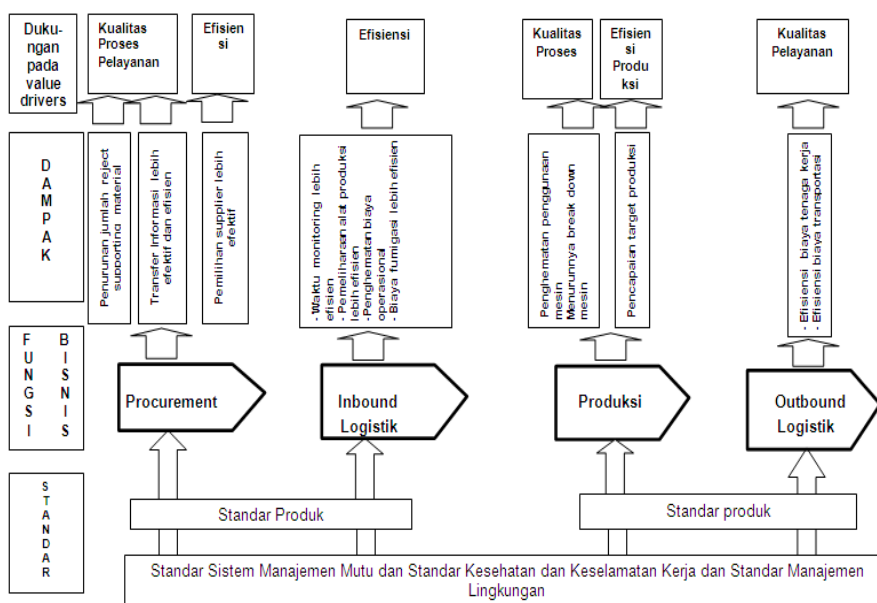 Duku-
ngan
pada
value
drivers
Kualitas
Proses
Pelayanan
Efisien
si
Efisiensi
Kualitas
Proses
Efisien
si
Produ
ksi
Kualitas
Pelayanan
D
A
M
P
A
K
Penurunan jumlah reject
supporting material
Transfer Informasi lebih
efektif dan efisien
Pemilihan supplier lebih
efektif
- Waktu monitoring lebih
efisien
- Pemeliharaan alat produksi
lebih efisien
-Penghematan biaya
operasional
- Biaya fumigasi lebih efisien
Penghematan penggunaan
mesin
Menurunnya break down
mesin
Pencapaian target produksi
- Efisiensi biaya tenaga kerja
- Efisiensi biaya transportasi
F
U
N
G
S
I
B
I
S
N
I
S
Procurement
Inbound
Logistik
Produksi
Outbound
Logistik
S
T
A
N
D
A
R
Standar Produk
Standar produk
Standar Sistem Manajemen Mutu dan Standar Kesehatan dan Keselamatan Kerja dan Standar Manajemen
Lingkungan